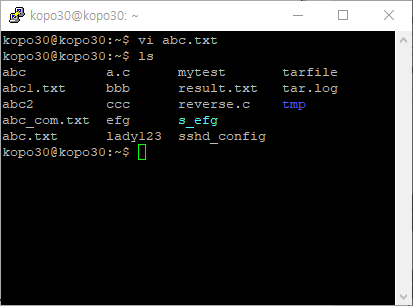 kopo30@kopo30: ~
kopo30@kopo30:~$ vi abc.txt
kopo30@kopo30:~$ ls
abc a.c mytest tarfile
abc1.txt bbb result.txt tar.log
abc2 ccc reverse.c tmp
abc_com.txt efg s_efg
abc.txt lady123 sshd_config
kopo30@kopo30:~$